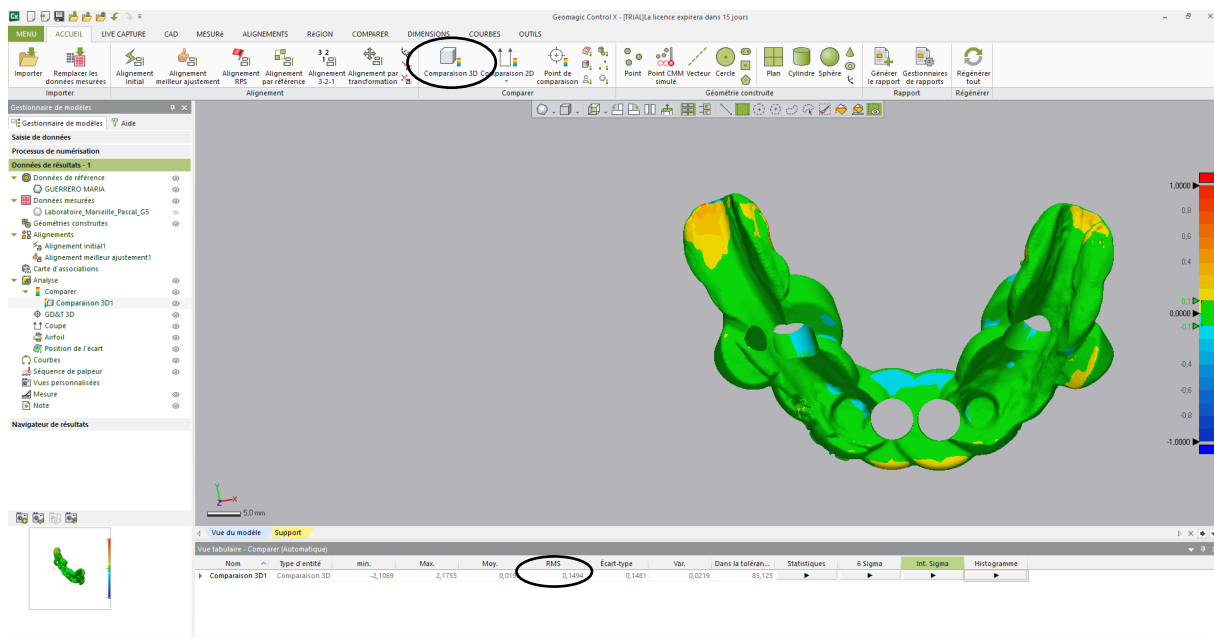 Geomagic Control X - [TRIAL]La licence expirera dans 15 jours
MENU ACCUEIL LIVE CAPTURE CAD MESURé ALIGNEMENTS RéGION COMPARER DIMENSIONS COURBES OUTILS
Importer Remplacer les données mesurées
Alignement initial
Alignement meilleur ajustement
Alignement RPS
Alignement par référence
Alignement 3-2-1
Alignement par transformation
Comparaison 3D Comparaison 2D Point de comparaison
Point Point CMM simulé Vecteur Cercle
Plan Cylindre Sphère
Générer le rapport Gestionnaires de rapports
Régénérer tout
Importer Alignement Comparer Géométrie construite Rapport Régénérer
Gestionnaire de modèles
Gestionnaire de modèles Aide
Saisie de données
Processus de numérisation
Données de résultats - 1
Données de référence
GUERRERO MARIA
Données mesurées
Laboratoire_Marseille_Pascal_G5
Géométries construites
Alignements
Alignement initial1
Alignement meilleur ajustement1
Carte d'associations
Analyse
Comparer
Comparaison 3D1
GD&T 3D
Coupe
Airfoil
Position de l'écart
Courbes
Séquence de palpeur
Vues personnalisées
Mesure
Note
Navigateur de résultats
1,0000
0,8
0,6
0,4
0,1
0,0000
-0,1
-0,4
-0,6
-0,8
-1,0000
Y
Z X
5,0 mm
Vue du modèle Support
Vue tabulaire - Comparer (Automatique)
Nom Type d'entité min. Max. Moy. RMS Écart-type Var. Dans la toléran... Statistiques 6 Sigma Int. Sigma Histogramme
Comparaison 3D1 Comparaison 3D -2,1069 2,1755 0,019 0,1494 0,1481 0,0219 85,125